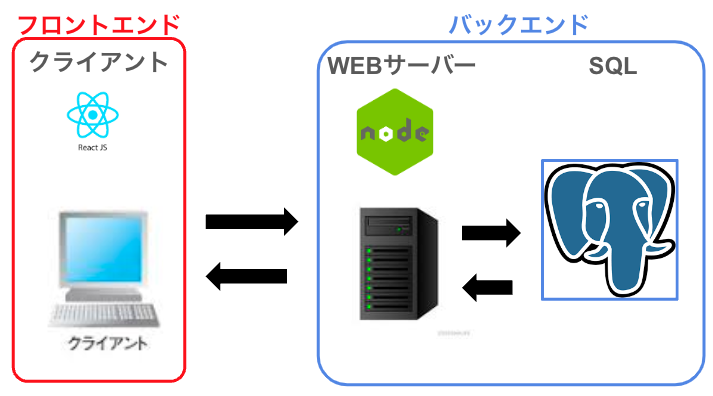 フロントエンド
バックエンド
クライアント
WEBサーバー
SQL
React JS
node
クライアント